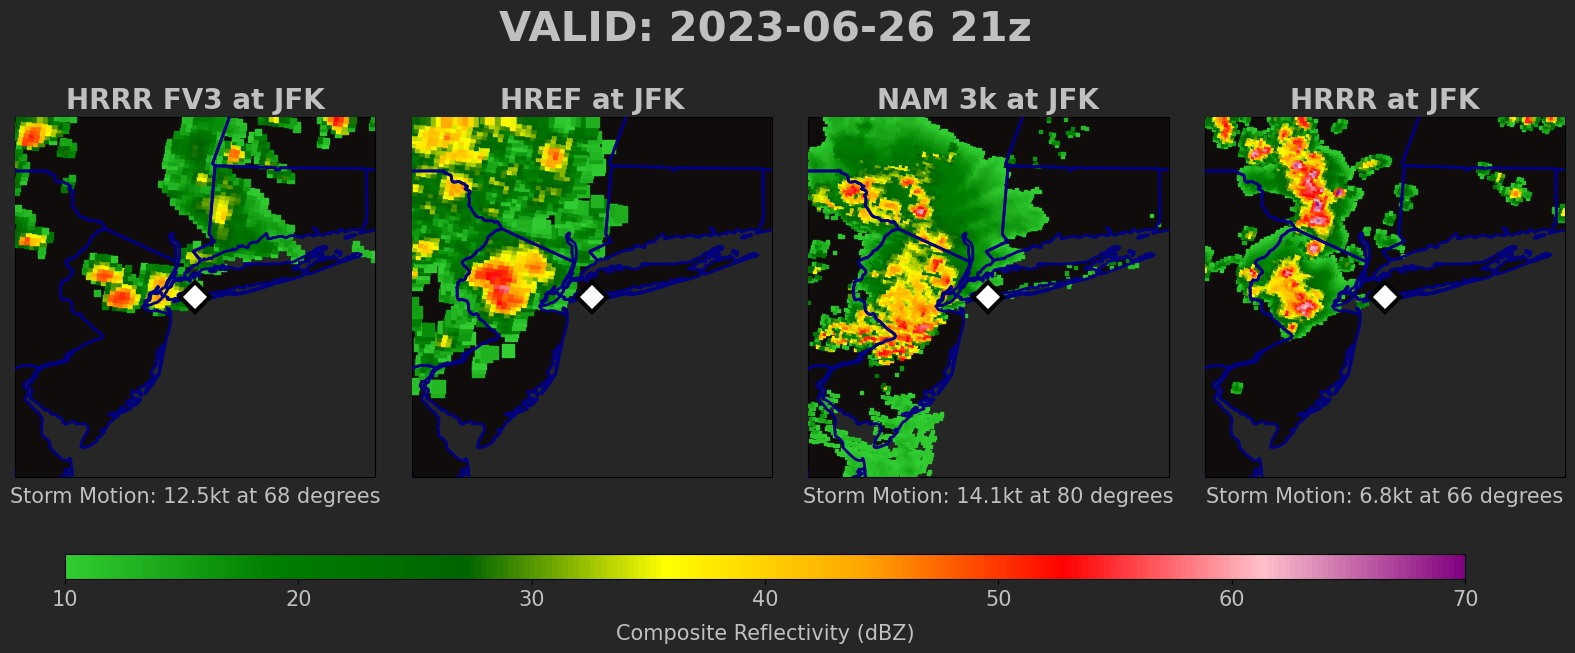 VALID: 2023-06-26 21z
HRRR FV3 at JFK
HREF at JFK
NAM 3k at JFK
HRRR at JFK
Storm Motion: 12.5kt at 68 degrees
Storm Motion: 14.1kt at 80 degrees
Storm Motion: 6.8kt at 66 degrees
10 20 30 40 50 60 70
Composite Reflectivity (dBZ)